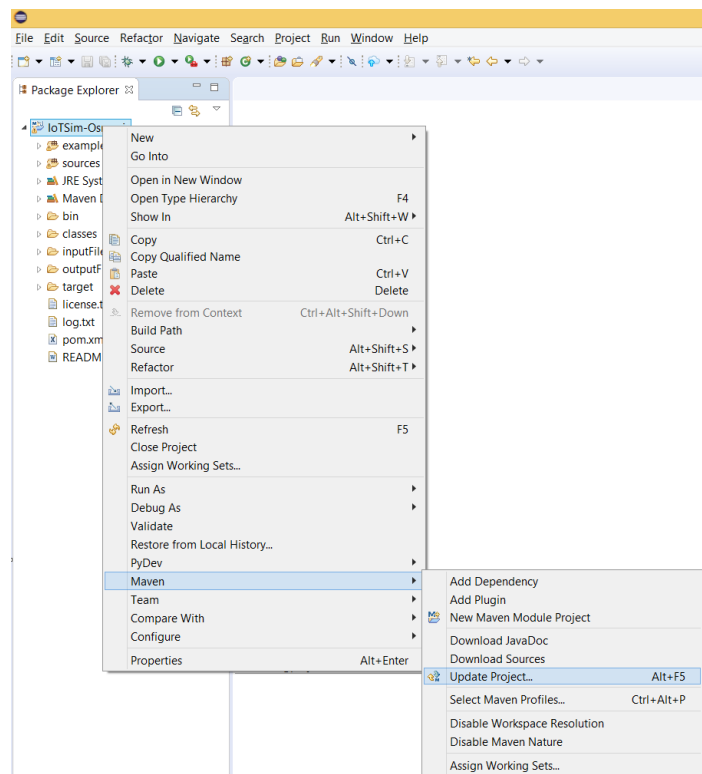 File Edit Source Refactor Navigate Search Project Run Window Help
Package Explorer
IoTSim-Os
example
sources
JRE Syst
Maven
bin
classes
inputFile
outputF
target
license.t
log.txt
pom.xm
READM
New
Go Into
Open in New Window
Open Type Hierarchy F4
Show In Alt+Shift+W
Copy Ctrl+C
Copy Qualified Name
Paste Ctrl+V
Delete Delete
Remove from Context Ctrl+Alt+Shift+Down
Build Path
Source Alt+Shift+S
Refactor Alt+Shift+T
Import...
Export...
Refresh F5
Close Project
Assign Working Sets...
Run As
Debug As
Validate
Restore from Local History...
PyDev
Maven
Team
Compare With
Configure
Properties Alt+Enter
Add Dependency
Add Plugin
New Maven Module Project
Download JavaDoc
Download Sources
Update Project... Alt+F5
Select Maven Profiles... Ctrl+Alt+P
Disable Workspace Resolution
Disable Maven Nature
Assign Working Sets...